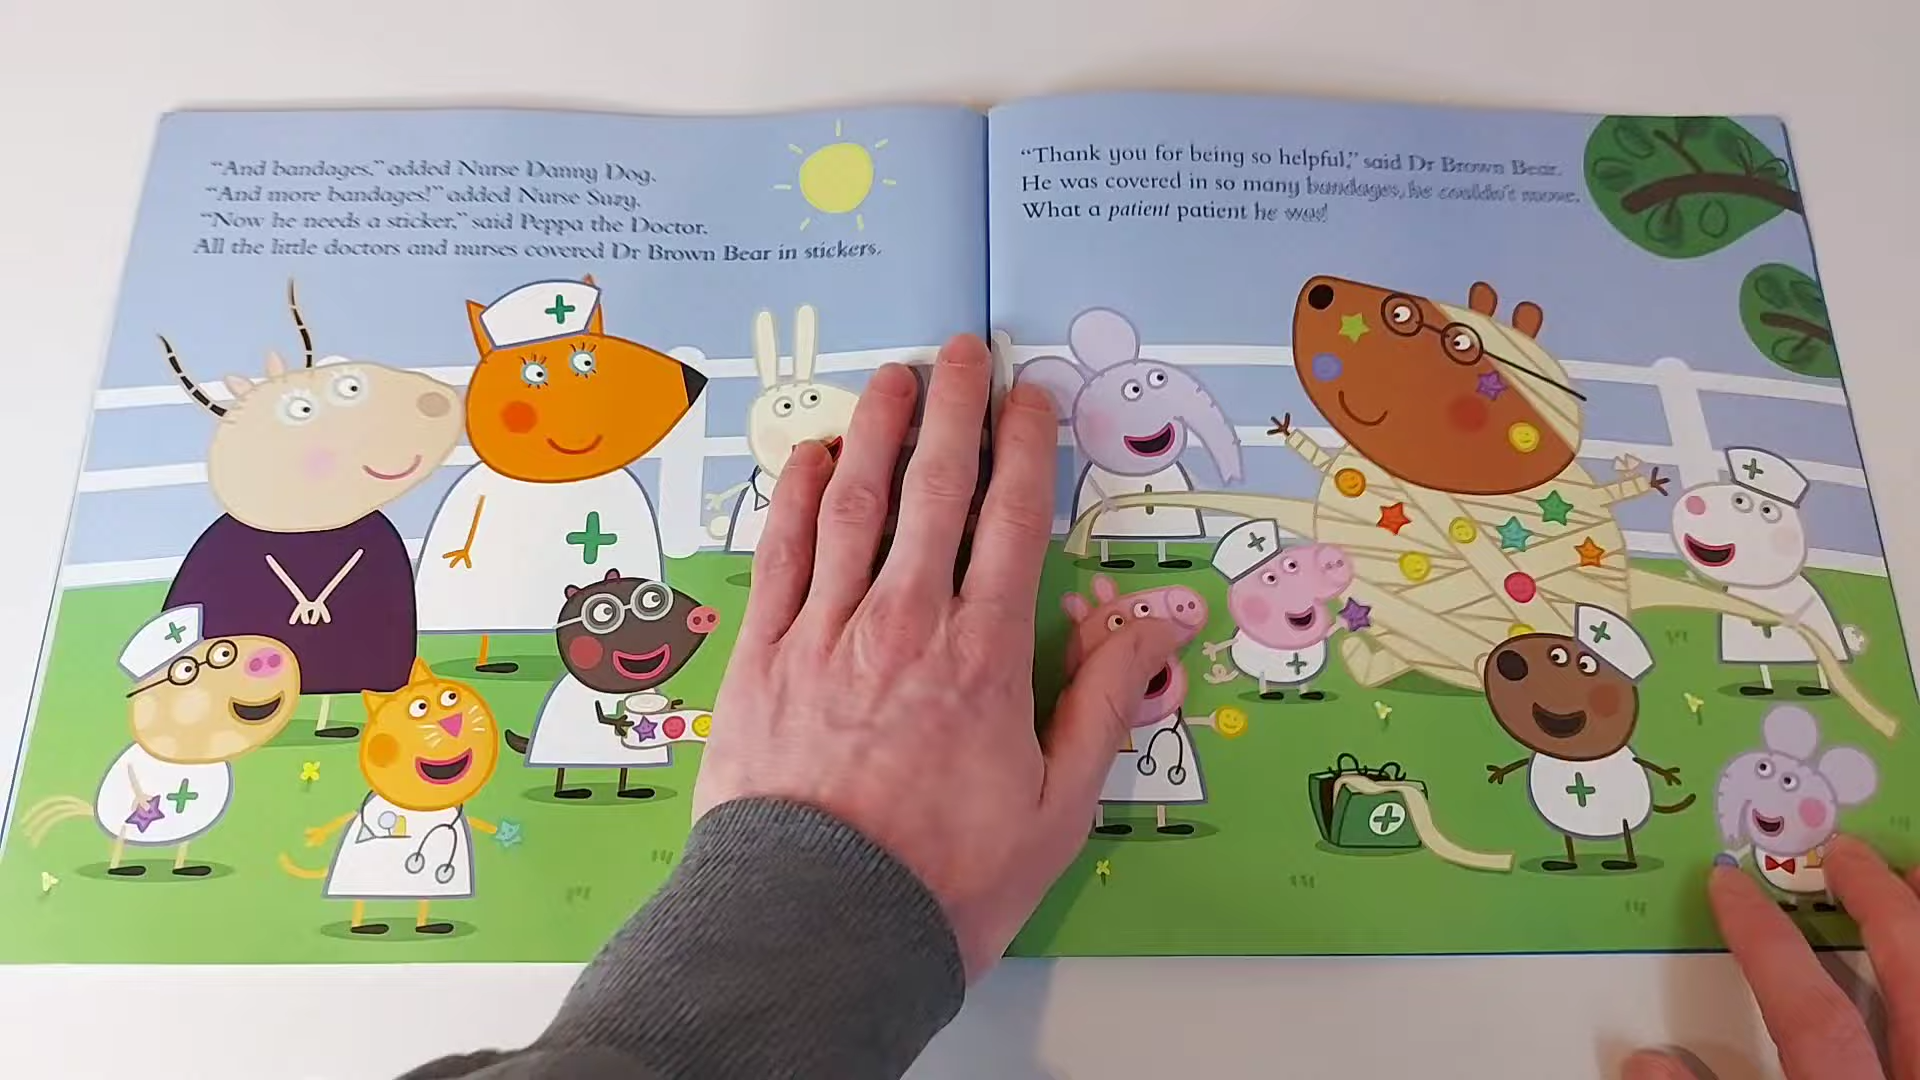 “And bandages,” added Nurse Danny Dog.
“And more bandages!” added Nurse Suzy.
“Now he needs a sticker,” said Peppa the Doctor.
All the little doctors and nurses covered Dr Brown Bear in stickers.
“Thank you for being so helpful,” said Dr Brown Bear.
He was covered in so many bandages, he couldn't move.
What a patient patient he was!